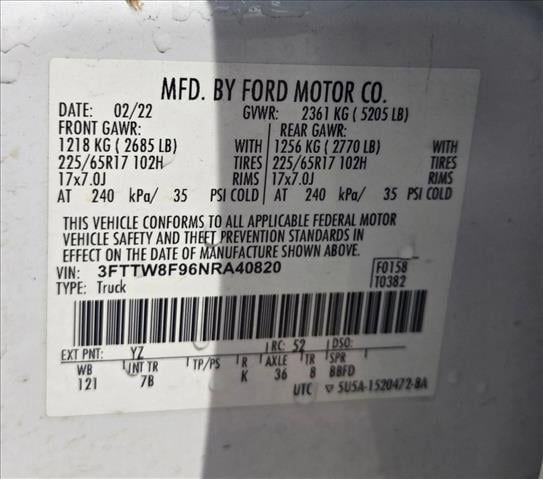 MFD. BY FORD MOTOR CO.
DATE: 02/22 GVWR: 2361 KG ( 5205 LB)
FRONT GAWR: REAR GAWR:
1218 KG ( 2685 LB) WITH 1256 KG ( 2770 LB) WITH
225/65R17 102H TIRES 225/65R17 102H TIRES
17x7.0J RIMS 17x7.0J RIMS
AT 240 kPa/ 35 PSI COLD AT 240 kPa/ 35 PSI COLD
THIS VEHICLE CONFORMS TO ALL APPLICABLE FEDERAL MOTOR
VEHICLE SAFETY AND THEFT PREVENTION STANDARDS IN
EFFECT ON THE DATE OF MANUFACTURE SHOWN ABOVE.
VIN: 3FTTW8F96NRA40820 F0158
TYPE: Truck T0382
EXT PNT: YZ RC: 52 DSO:
WB INT TR TP/PS R AXLE TR SPR
121 7B K 36 8 BBFD
UTC ▽ 5U5A-1520472-BA